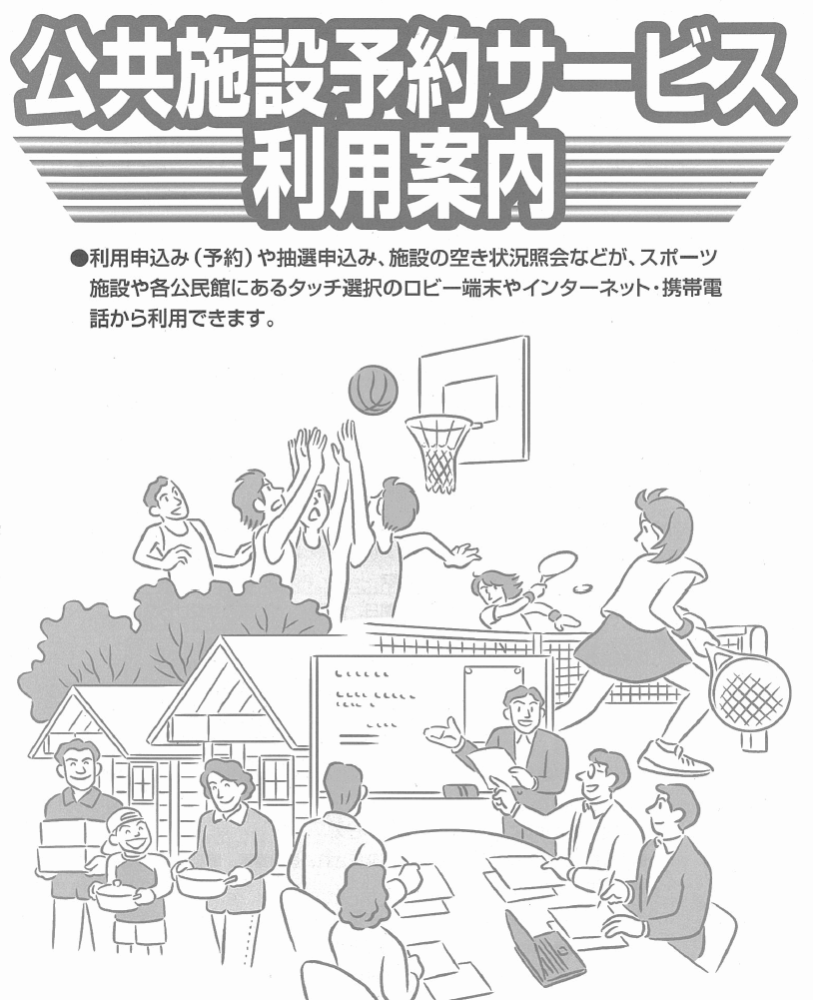 公共施設予約サービス
利用案内
●利用申込み(予約)や抽選申込み、施設の空き状況照会などが、スポーツ
施設や各公民館にあるタッチ選択のロビー端末やインターネット・携帯電
話から利用できます。